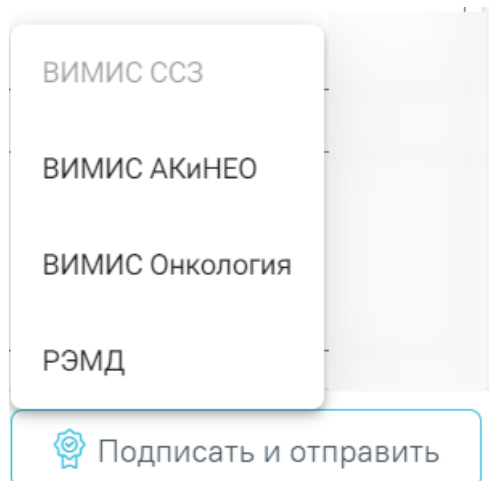 ВИМИС ССЗ
ВИМИС АКиНЕО
ВИМИС Онкология
РЭМД
Подписать и отправить